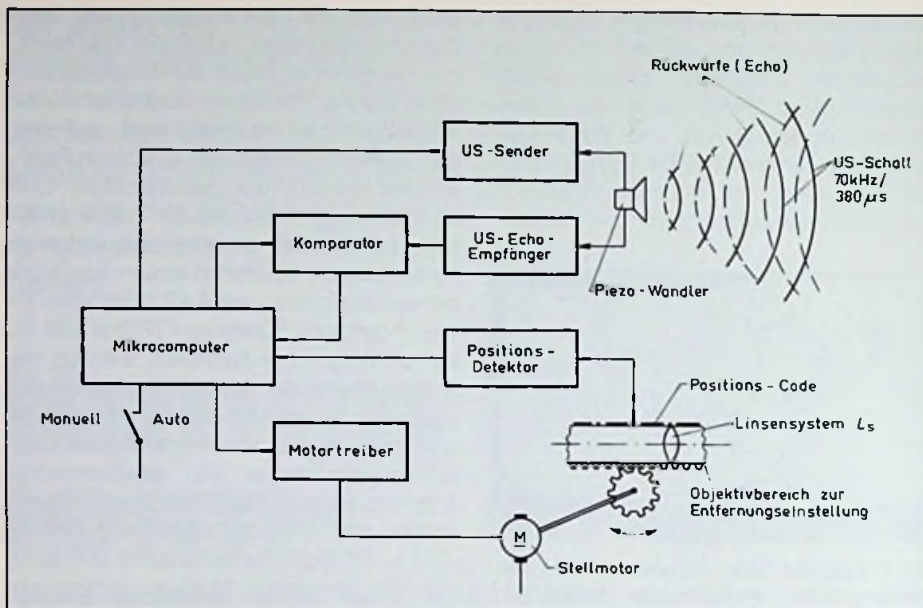 Rückwürfe (Echo)
US-Sender
US-Schall
70kHz/
380µs
Komparator
US-Echo-
Empfänger
Piezo-Wandler
Mikrocomputer
Positions-
Detektor
Positions-Code
Manuell
Auto
Linsensystem Ls
Motortreiber
Objektivbereich zur
Entfernungseinstellung
M
Stellmotor